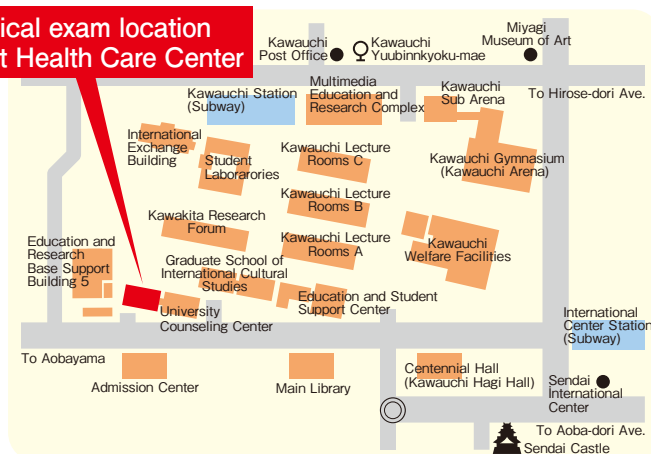 ical exam location
t Health Care Center
Kawauchi
Post Office
Kawauchi
Yuubinnkyoku-mae
Miyagi
Museum of Art
Kawauchi Station
(Subway)
Multimedia
Education and
Research Complex
Kawauchi
Sub Arena
To Hirose-dori Ave.
International
Exchange
Building
Student
Laborarories
Kawauchi Lecture
Rooms C
Kawauchi Gymnasium
(Kawauchi Arena)
Kawauchi Lecture
Rooms B
Kawakita Research
Forum
Kawauchi Lecture
Rooms A
Kawauchi
Welfare Facilities
Education and
Research
Base Support
Building 5
Graduate School of
International Cultural
Studies
Education and Student
Support Center
University
Counseling Center
International
Center Station
(Subway)
To Aobayama
Admission Center
Main Library
Centennial Hall
(Kawauchi Hagi Hall)
Sendai
International
Center
To Aoba-dori Ave.
Sendai Castle